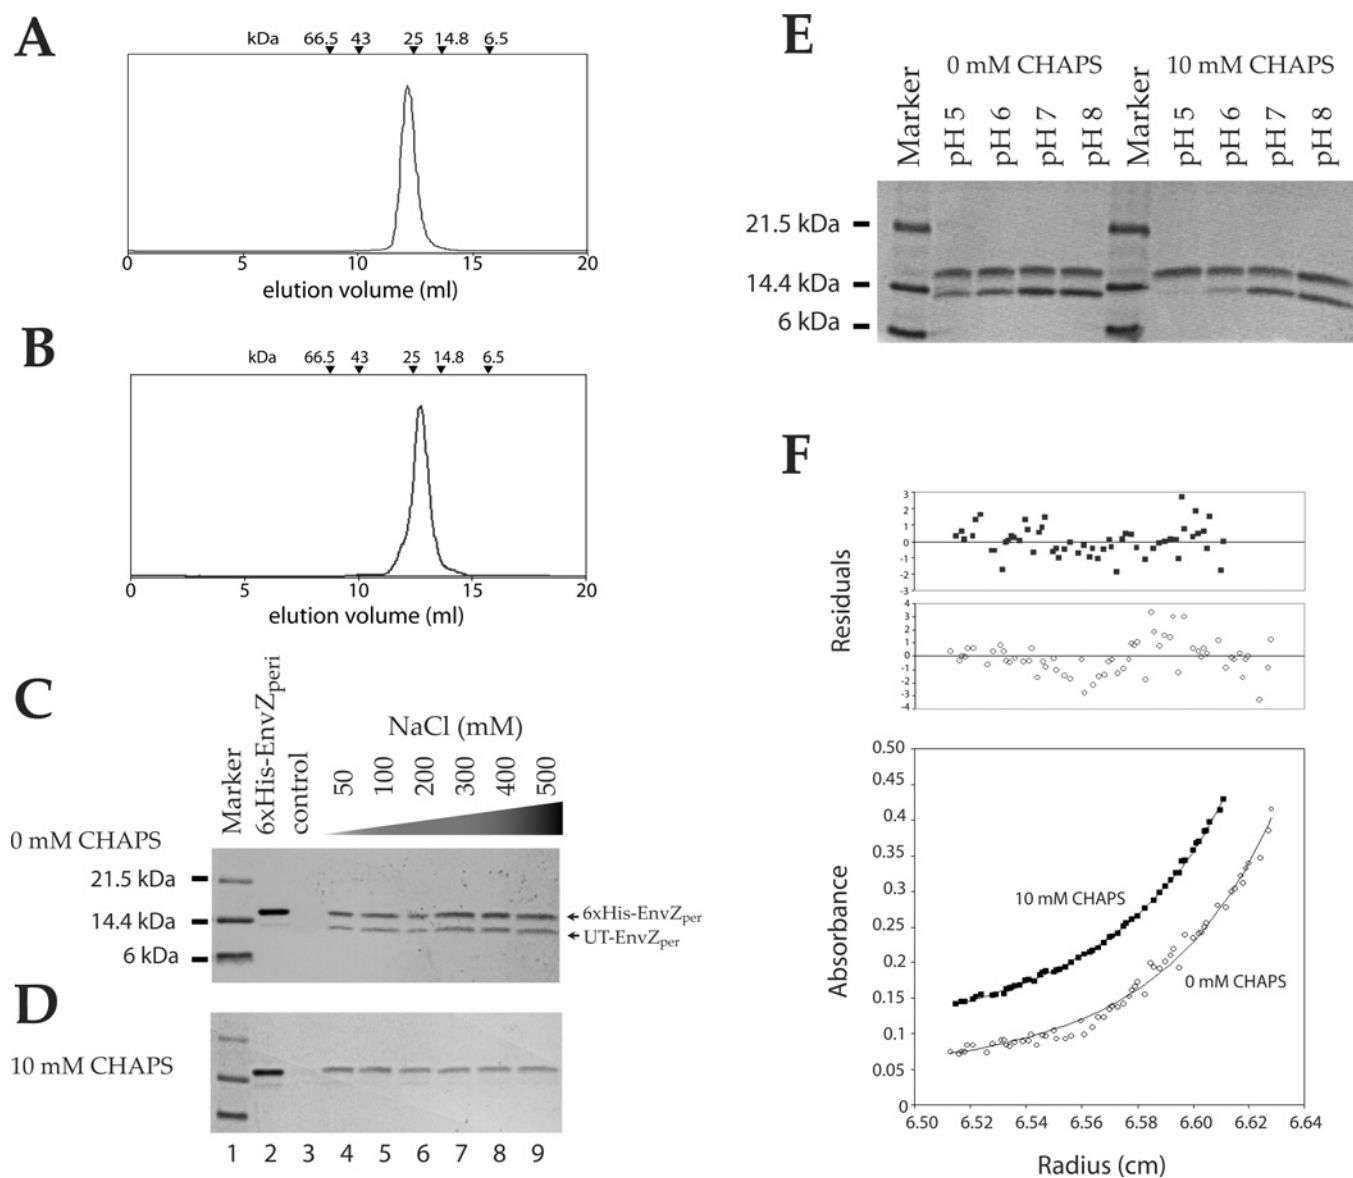 A
kDa 66.5 43 25 14.8 6.5
0 5 10 15 20
elution volume (ml)
B
kDa 66.5 43 25 14.8 6.5
0 5 10 15 20
elution volume (ml)
C
Marker
6xHis-EnvZperi
control
NaCl (mM)
50 100 200 300 400 500
0 mM CHAPS
21.5 kDa
14.4 kDa
6 kDa
6xHis-EnvZper
UT-EnvZper
D
10 mM CHAPS
1 2 3 4 5 6 7 8 9
E
0 mM CHAPS 10 mM CHAPS
Marker pH 5 pH 6 pH 7 pH 8 Marker pH 5 pH 6 pH 7 pH 8
21.5 kDa
14.4 kDa
6 kDa
F
Residuals
3
2
1
0
-1
-2
-3
4
3
2
1
0
-1
-2
-3
-4
Absorbance
0.50
0.45
0.4
0.35
0.3
0.25
0.2
0.15
0.1
0.05
0
10 mM CHAPS
0 mM CHAPS
6.50 6.52 6.54 6.56 6.58 6.60 6.62 6.64
Radius (cm)